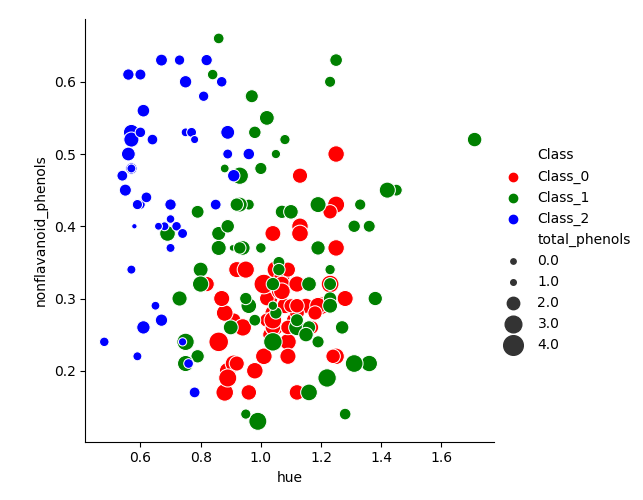 nonflavanoid_phenols
0.6
0.5
0.4
0.3
0.2
0.6
0.8
1.0
1.2
1.4
1.6
hue
Class
Class_0
Class_1
Class_2
total_phenols
0.0
1.0
2.0
3.0
4.0